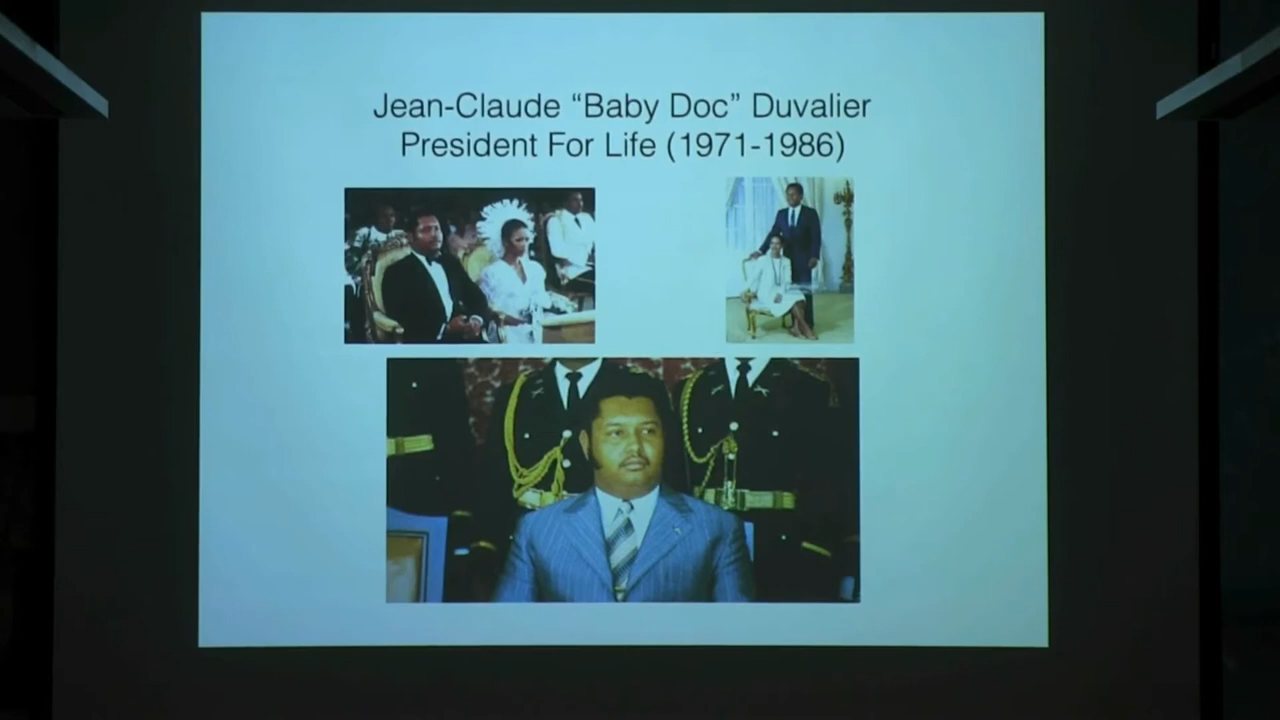 Jean-Claude “Baby Doc” Duvalier
President For Life (1971-1986)